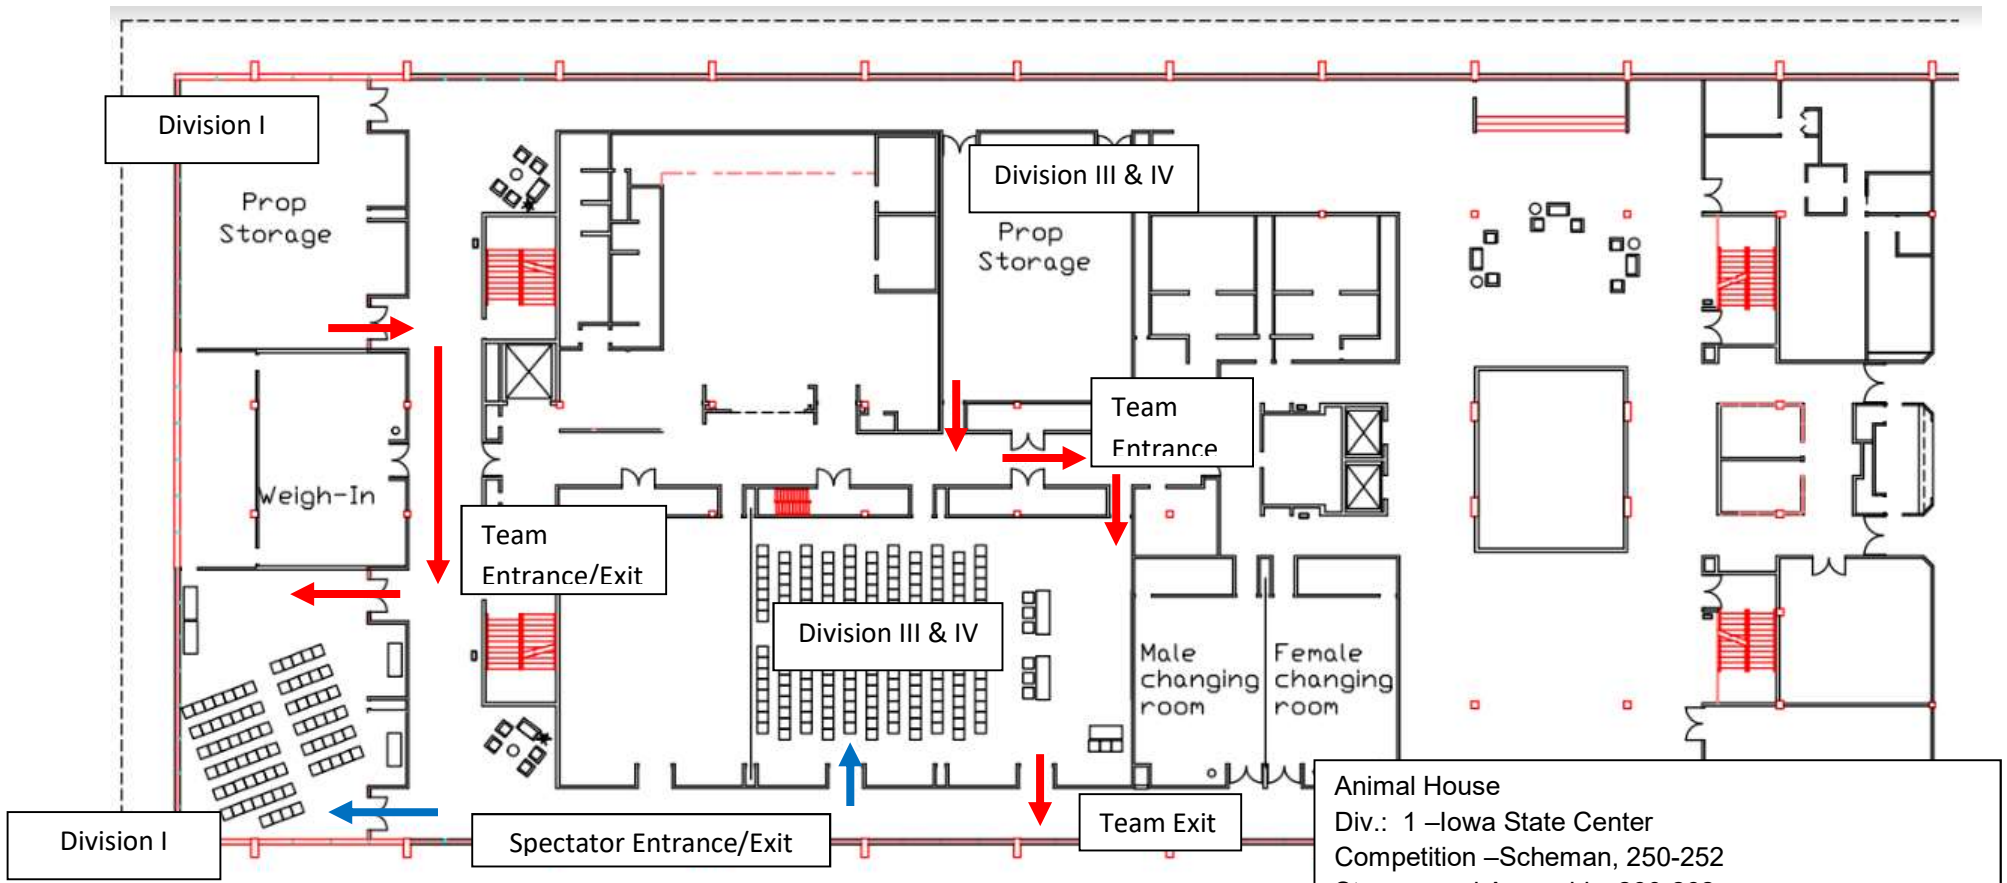 Division I
Division III & IV
Prop
Storage
Prop
Storage
Team
Entrance
Weigh-In
Team
Entrance/Exit
Division III & IV
Male
changing
room
Female
changing
room
Division I
Spectator Entrance/Exit
Team Exit
Animal House
Div.: 1 –Iowa State Center
Competition –Scheman, 250-252